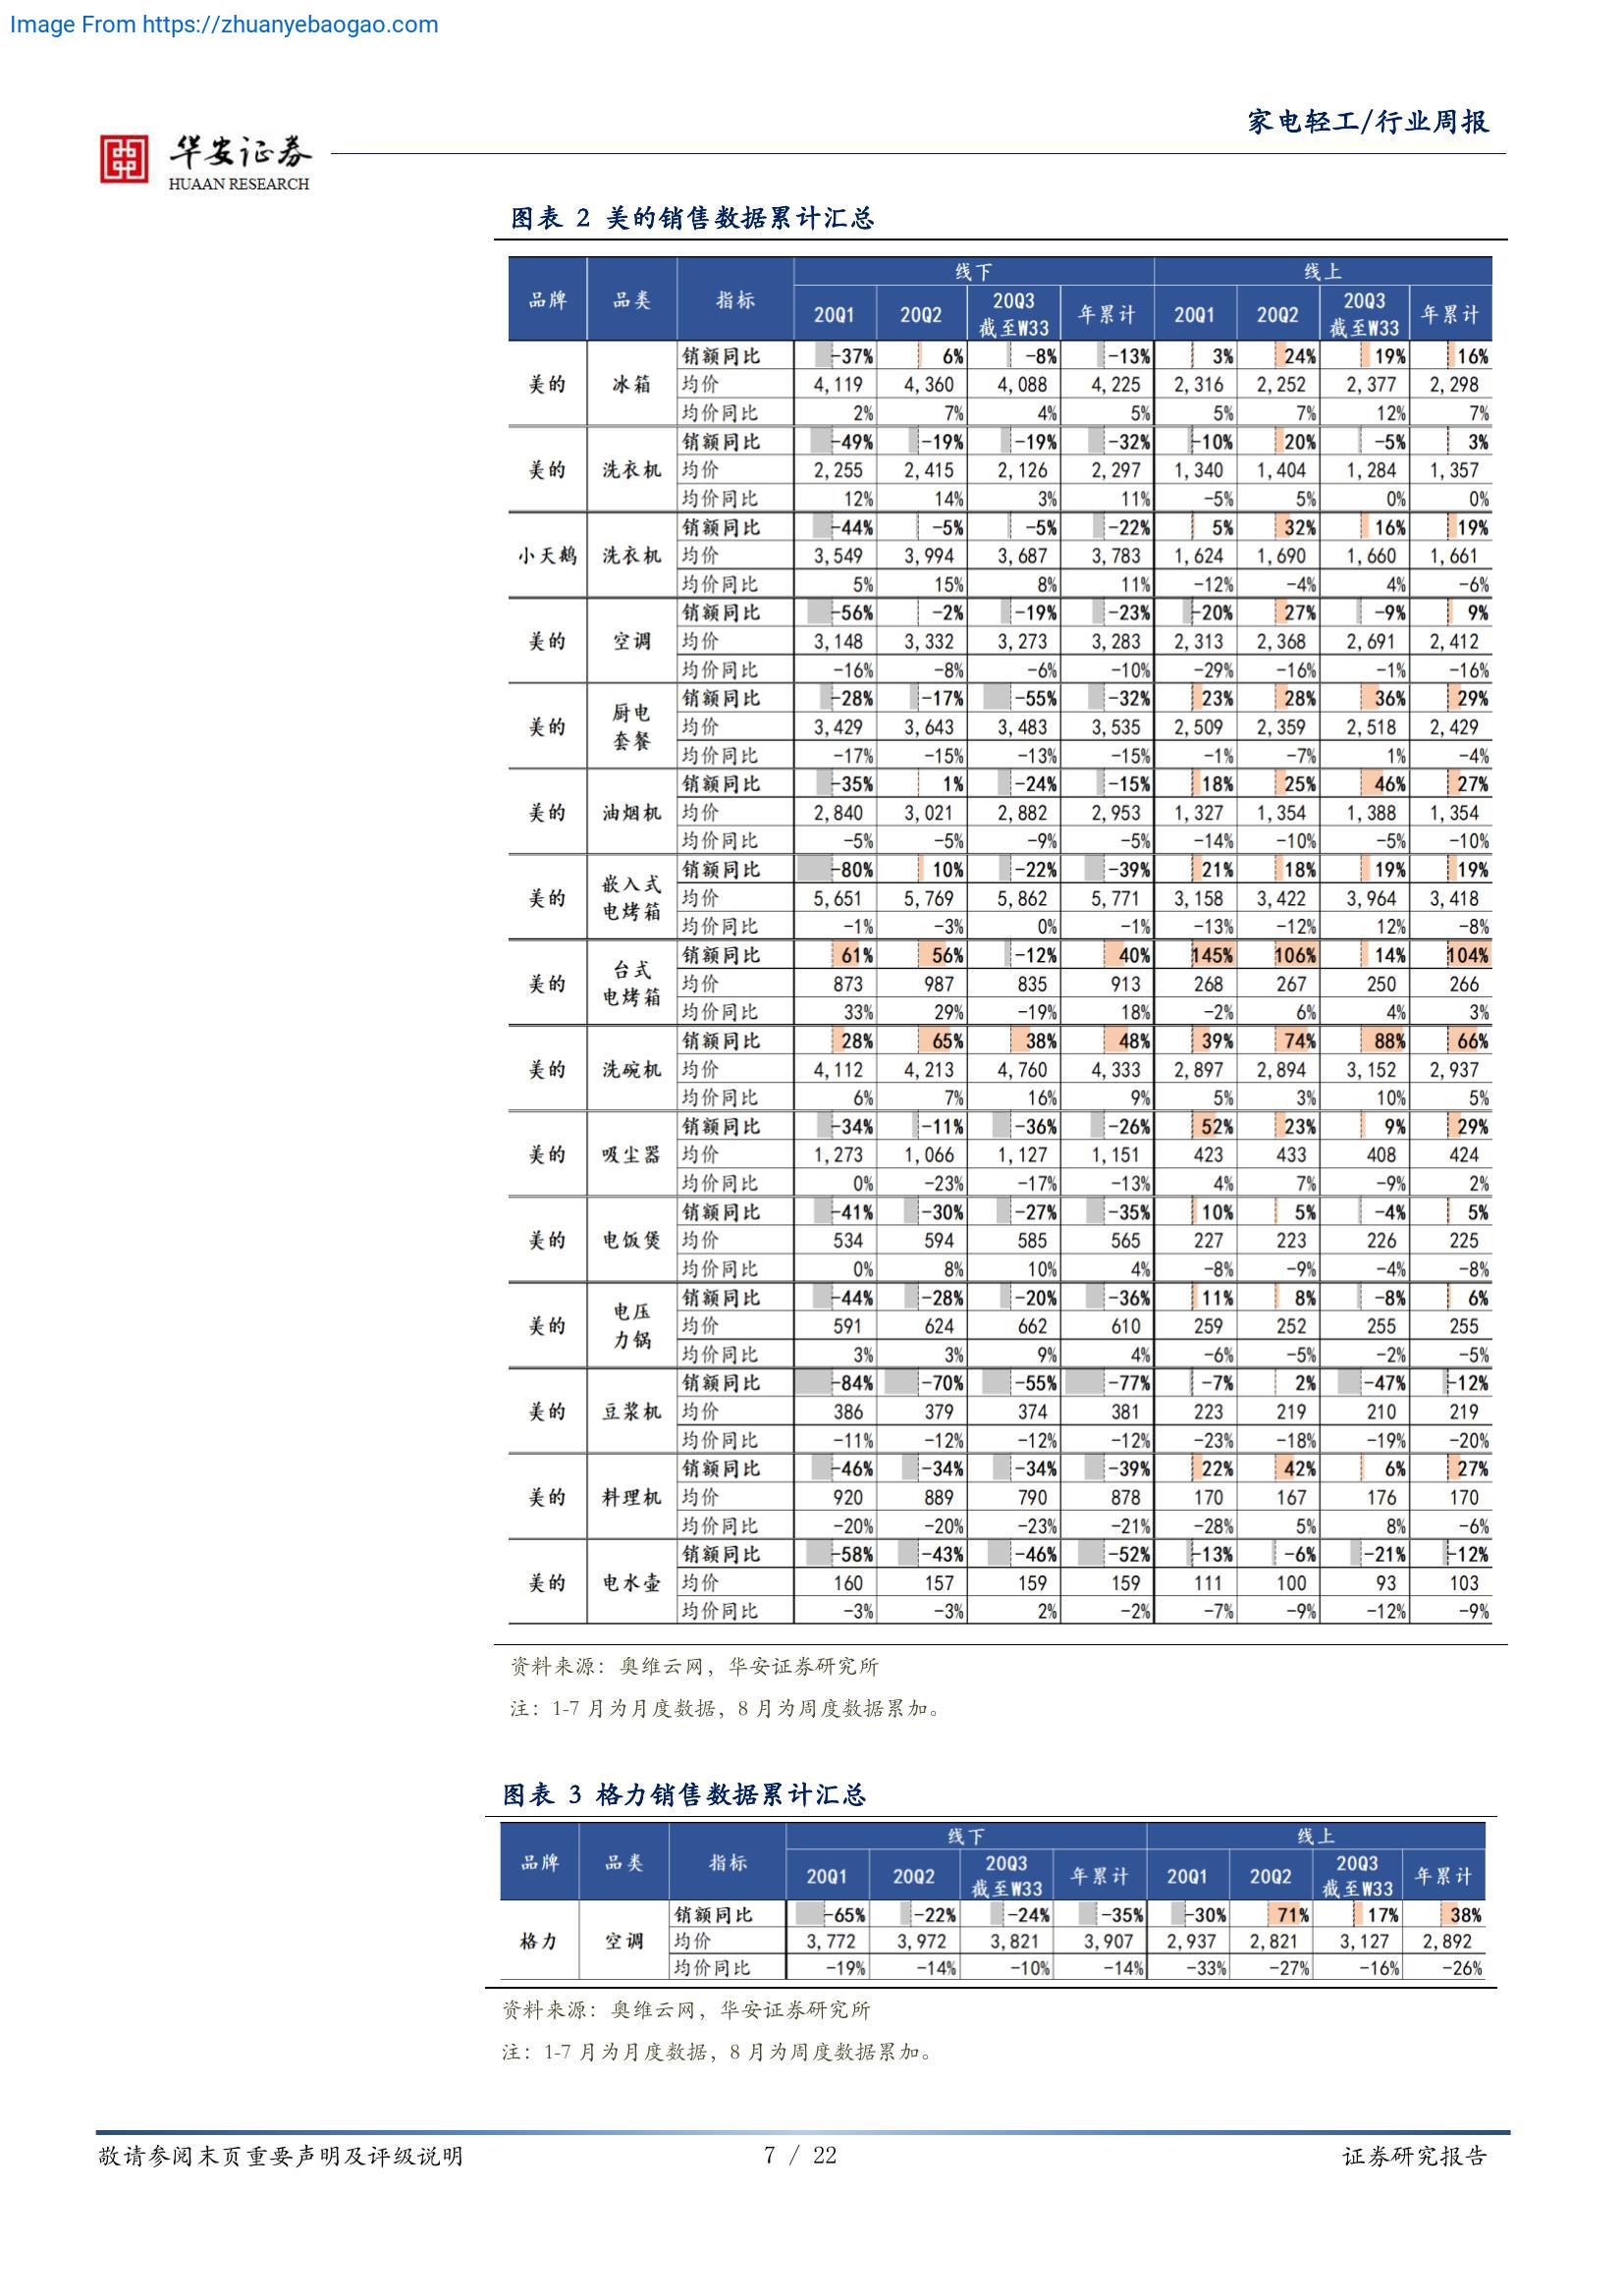 Image From https://zhuanyebaogao.com
家电轻工/行业周报
华安证券
HUAAN RESEARCH
图表 2 美的销售数据累计汇总
品牌 品类 指标 线下 线上
20Q1 20Q2 20Q3 截至W33 年累计 20Q1 20Q2 20Q3 截至W33 年累计
美的 冰箱 销额同比 -37% 6% -8% -13% 3% 24% 19% 16%
均价 4,119 4,360 4,088 4,225 2,316 2,252 2,377 2,298
均价同比 2% 7% 4% 5% 5% 7% 12% 7%
美的 洗衣机 销额同比 -49% -19% -19% -32% -10% 20% -5% 3%
均价 2,255 2,415 2,126 2,297 1,340 1,404 1,284 1,357
均价同比 12% 14% 3% 11% -5% 5% 0% 0%
小天鹅 洗衣机 销额同比 -44% -5% -5% -22% 5% 32% 16% 19%
均价 3,549 3,994 3,687 3,783 1,624 1,690 1,660 1,661
均价同比 5% 15% 8% 11% -12% -4% 4% -6%
美的 空调 销额同比 -56% -2% -19% -23% -20% 27% -9% 9%
均价 3,148 3,332 3,273 3,283 2,313 2,368 2,691 2,412
均价同比 -16% -8% -6% -10% -29% -16% -1% -16%
美的 厨电套餐 销额同比 -28% -17% -55% -32% 23% 28% 36% 29%
均价 3,429 3,643 3,483 3,535 2,509 2,359 2,518 2,429
均价同比 -17% -15% -13% -15% -1% -7% 1% -4%
美的 油烟机 销额同比 -35% 1% -24% -15% 18% 25% 46% 27%
均价 2,840 3,021 2,882 2,953 1,327 1,354 1,388 1,354
均价同比 -5% -5% -9% -5% -14% -10% -5% -10%
美的 嵌入式电烤箱 销额同比 -80% 10% -22% -39% 21% 18% 19% 19%
均价 5,651 5,769 5,862 5,771 3,158 3,422 3,964 3,418
均价同比 -1% -3% 0% -1% -13% -12% 12% -8%
美的 台式电烤箱 销额同比 61% 56% -12% 40% 145% 106% 14% 104%
均价 873 987 835 913 268 267 250 266
均价同比 33% 29% -19% 18% -2% 6% 4% 3%
美的 洗碗机 销额同比 28% 65% 38% 48% 39% 74% 88% 66%
均价 4,112 4,213 4,760 4,333 2,897 2,894 3,152 2,937
均价同比 6% 7% 16% 9% 5% 3% 10% 5%
美的 吸尘器 销额同比 -34% -11% -36% -26% 52% 23% 9% 29%
均价 1,273 1,066 1,127 1,151 423 433 408 424
均价同比 0% -23% -17% -13% 4% 7% -9% 2%
美的 电饭煲 销额同比 -41% -30% -27% -35% 10% 5% -4% 5%
均价 534 594 585 565 227 223 226 225
均价同比 0% 8% 10% 4% -8% -9% -4% -8%
美的 电压力锅 销额同比 -44% -28% -20% -36% 11% 8% -8% 6%
均价 591 624 662 610 259 252 255 255
均价同比 3% 3% 9% 4% -6% -5% -2% -5%
美的 豆浆机 销额同比 -84% -70% -55% -77% -7% 2% -47% -12%
均价 386 379 374 381 223 219 210 219
均价同比 -11% -12% -12% -12% -23% -18% -19% -20%
美的 料理机 销额同比 -46% -34% -34% -39% 22% 42% 6% 27%
均价 920 889 790 878 170 167 176 170
均价同比 -20% -20% -23% -21% -28% 5% 8% -6%
美的 电水壶 销额同比 -58% -43% -46% -52% -13% -6% -21% -12%
均价 160 157 159 159 111 100 93 103
均价同比 -3% -3% 2% -2% -7% -9% -12% -9%
资料来源：奥维云网，华安证券研究所
注：1-7 月为月度数据，8 月为周度数据累加。
图表 3 格力销售数据累计汇总
品牌 品类 指标 线下 线上
20Q1 20Q2 20Q3 截至W33 年累计 20Q1 20Q2 20Q3 截至W33 年累计
格力 空调 销额同比 -65% -22% -24% -35% -30% 71% 17% 38%
均价 3,772 3,972 3,821 3,907 2,937 2,821 3,127 2,892
均价同比 -19% -14% -10% -14% -33% -27% -16% -26%
资料来源：奥维云网，华安证券研究所
注：1-7 月为月度数据，8 月为周度数据累加。
敬请参阅末页重要声明及评级说明
7 / 22
证券研究报告